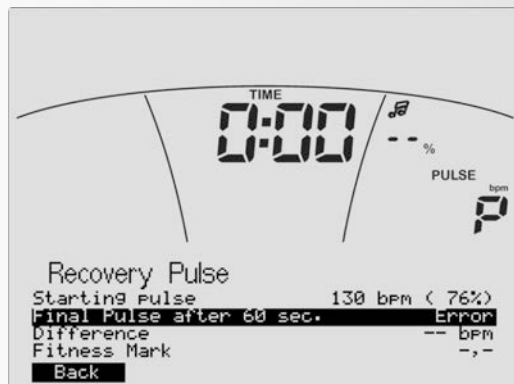 TIME
0:00
-- %
PULSE
bpm
P
Recovery Pulse
Starting pulse 130 bpm ( 76%)
Final Pulse after 60 sec. Error
Difference -- bpm
Fitness Mark -,-
Back